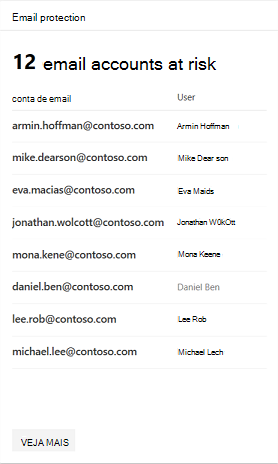 Email protection
12 email accounts at risk
conta de email User
armin.hoffman@contoso.com Armin Hoffman
mike.dearson@contoso.com Mike Dear son
eva.macias@contoso.com Eva Maids
jonathan.wolcott@contoso.com Jonathan W0kOtt
mona.kene@contoso.com Mona Keene
daniel.ben@contoso.com Daniel Ben
lee.rob@contoso.com Lee Rob
michael.lee@contoso.com Michael Lech
VEJA MAIS